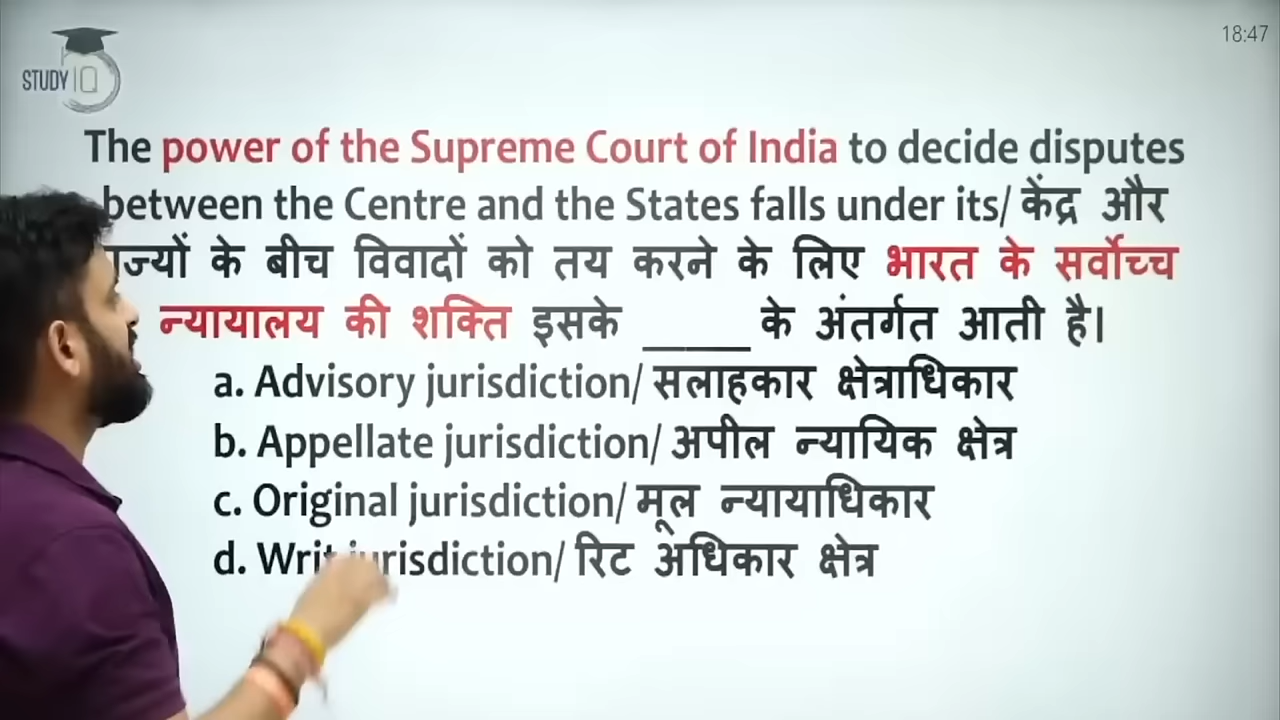 18:47
STUDY IQ
The power of the Supreme Court of India to decide disputes
between the Centre and the States falls under its/ केंद्र और
के बीच विवादों को तय करने के लिए भारत के सर्वोच्च
न्यायालय की शक्ति इसके _____ के अंतर्गत आती है।
a. Advisory jurisdiction/ सलाहकार क्षेत्राधिकार
b. Appellate jurisdiction/ अपील न्यायिक क्षेत्र
c. Original jurisdiction/ मूल न्यायाधिकार
d. Writ jurisdiction/ रिट अधिकार क्षेत्र